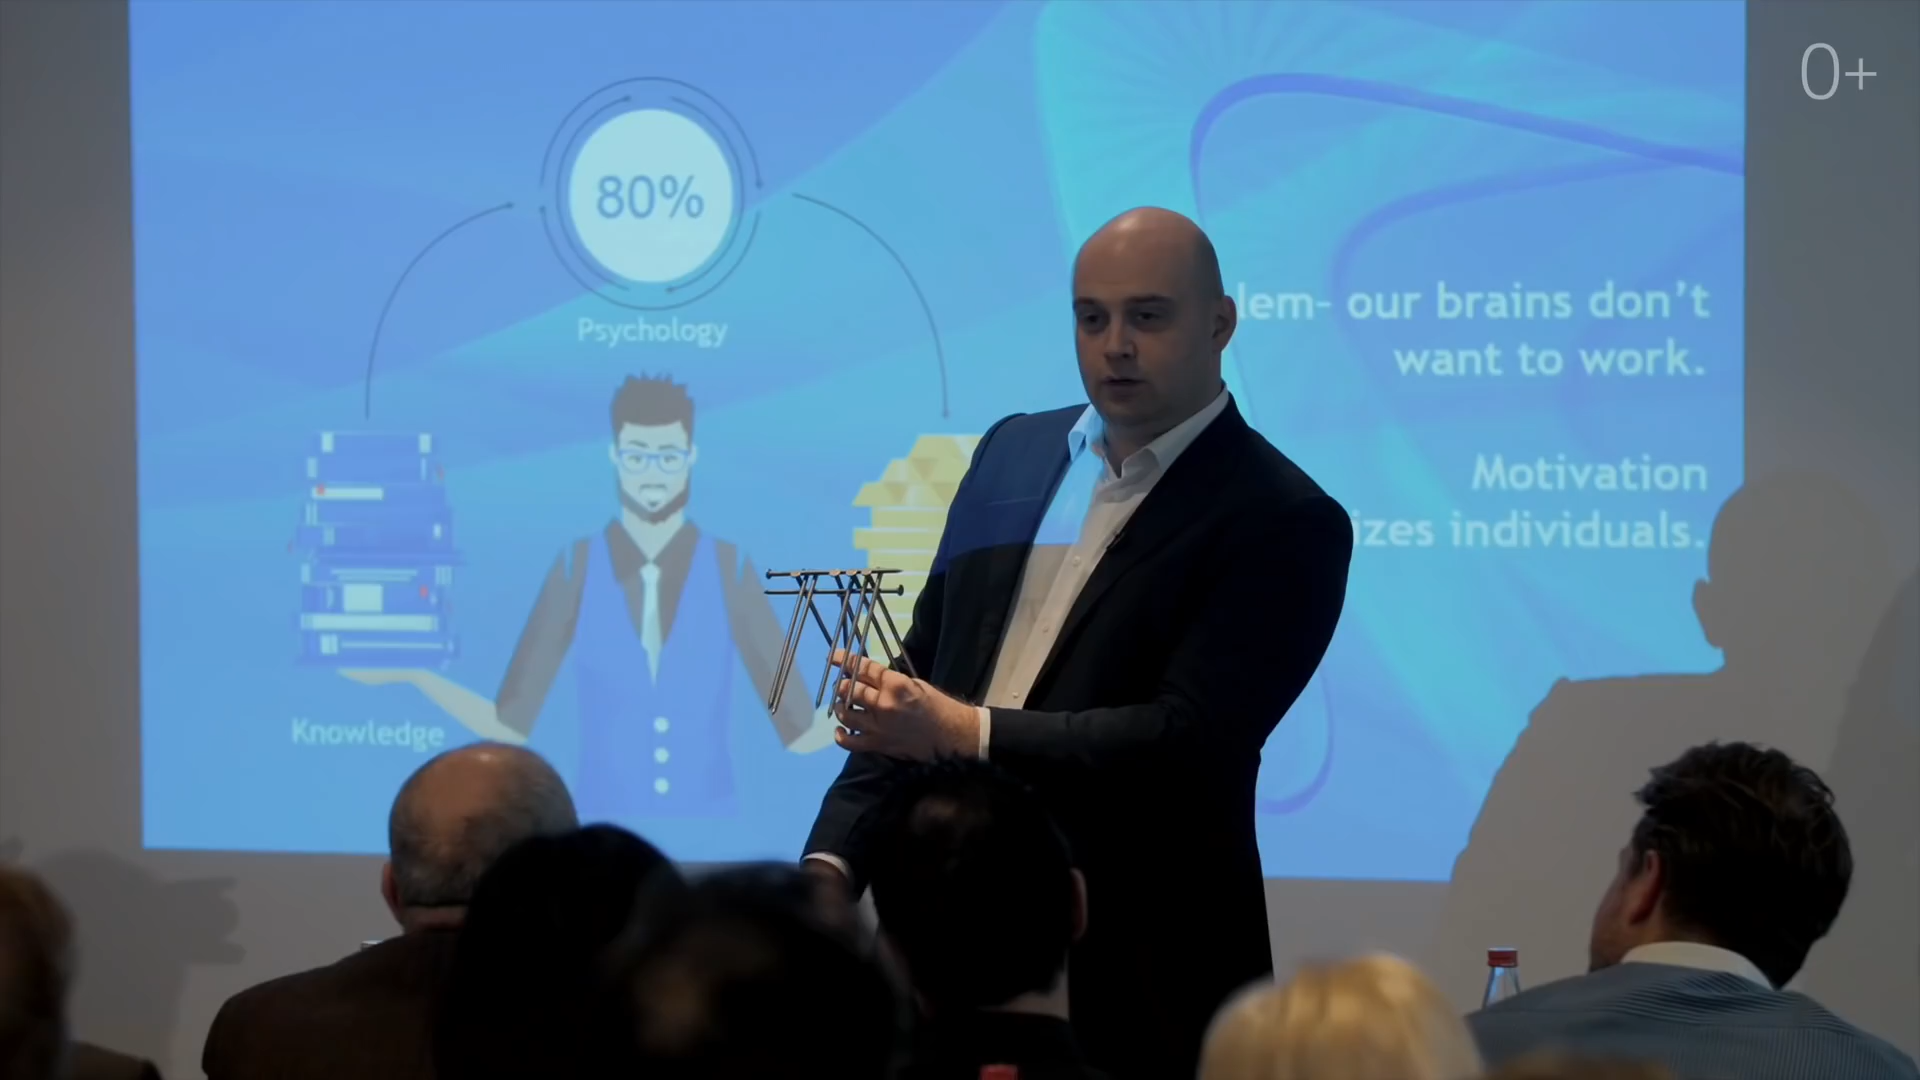 0+
80%
Psychology
lem- our brains don't
want to work.
Motivation
izes individuals.
Knowledge